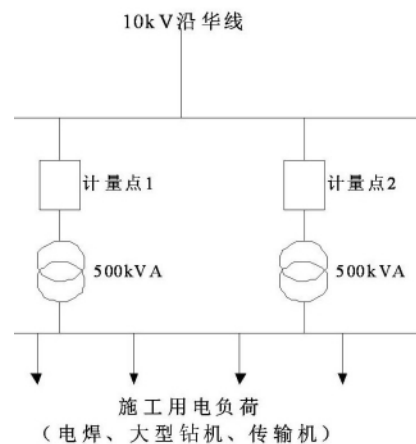 10kV沿华线
计量点1
计量点2
500kVA
500kVA
施工用电负荷
（电焊、大型钻机、传输机）